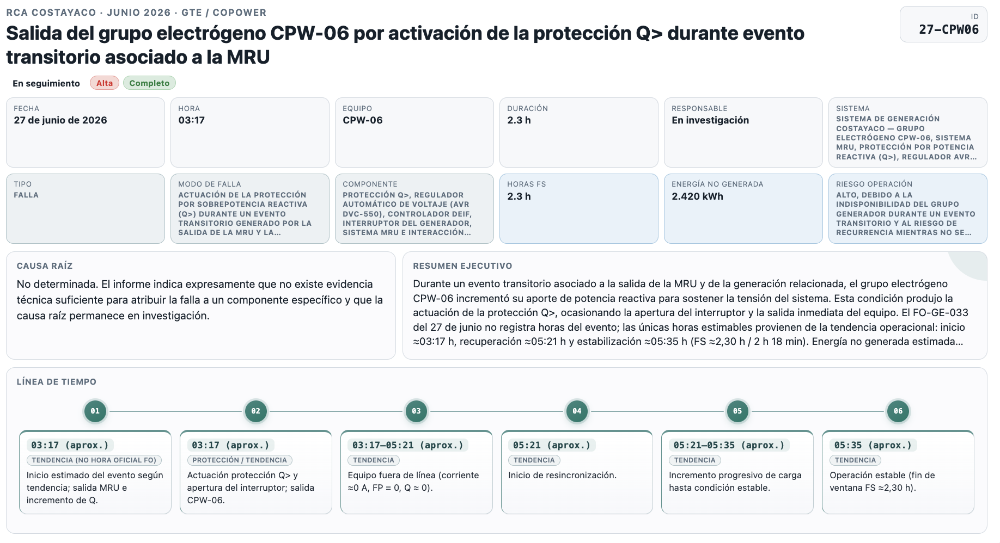 RCA COSTAYACO · JUNIO 2026 · GTE / COPOWER
Salida del grupo electrógeno CPW-06 por activación de la protección Q> durante evento
transitorio asociado a la MRU
ID
27-CPW06
En seguimiento
Alta
Completo
FECHA
27 de junio de 2026
HORA
03:17
EQUIPO
CPW-06
DURACIÓN
2.3 h
RESPONSABLE
En investigación
SISTEMA
SISTEMA DE GENERACIÓN
COSTAYACO — GRUPO
ELECTRÓGENO CPW-06, SISTEMA
MRU, PROTECCIÓN POR POTENCIA
REACTIVA (Q>), REGULADOR AVR...
TIPO
FALLA
MODO DE FALLA
ACTUACIÓN DE LA PROTECCIÓN
POR SOBREPOTENCIA REACTIVA
(Q>) DURANTE UN EVENTO
TRANSITORIO GENERADO POR LA
SALIDA DE LA MRU Y LA...
COMPONENTE
PROTECCIÓN Q>, REGULADOR
AUTOMÁTICO DE VOLTAJE (AVR
DVC-550), CONTROLADOR DEIF,
INTERRUPTOR DEL GENERADOR,
SISTEMA MRU E INTERACCIÓN...
HORAS FS
2.3 h
ENERGÍA NO GENERADA
2.420 kWh
RIESGO OPERACIÓN
ALTO, DEBIDO A LA
INDISPONIBILIDAD DEL GRUPO
GENERADOR DURANTE UN EVENTO
TRANSITORIO Y AL RIESGO DE
RECURRENCIA MIENTRAS NO SE...
CAUSA RAÍZ
No determinada. El informe indica expresamente que no existe evidencia
técnica suficiente para atribuir la falla a un componente específico y que la
causa raíz permanece en investigación.
RESUMEN EJECUTIVO
Durante un evento transitorio asociado a la salida de la MRU y de la generación relacionada, el grupo electrógeno
CPW-06 incrementó su aporte de potencia reactiva para sostener la tensión del sistema. Esta condición produjo la
actuación de la protección Q>, ocasionando la apertura del interruptor y la salida inmediata del equipo. El FO-GE-033
del 27 de junio no registra horas del evento; las únicas horas estimables provienen de la tendencia operacional: inicio
≈03:17 h, recuperación ≈05:21 h y estabilización ≈05:35 h (FS ≈2,30 h / 2 h 18 min). Energía no generada estimada...
LÍNEA DE TIEMPO
01
02
03
04
05
06
03:17 (aprox.)
TENDENCIA (NO HORA OFICIAL FO)
Inicio estimado del evento según
tendencia; salida MRU e
incremento de Q.
03:17 (aprox.)
PROTECCIÓN / TENDENCIA
Actuación protección Q> y
apertura del interruptor; salida
CPW-06.
03:17–05:21 (aprox.)
TENDENCIA
Equipo fuera de línea (corriente
≈0 A, FP = 0, Q ≈ 0).
05:21 (aprox.)
TENDENCIA
Inicio de resincronización.
05:21–05:35 (aprox.)
TENDENCIA
Incremento progresivo de carga
hasta condición estable.
05:35 (aprox.)
TENDENCIA
Operación estable (fin de
ventana FS ≈2,30 h).